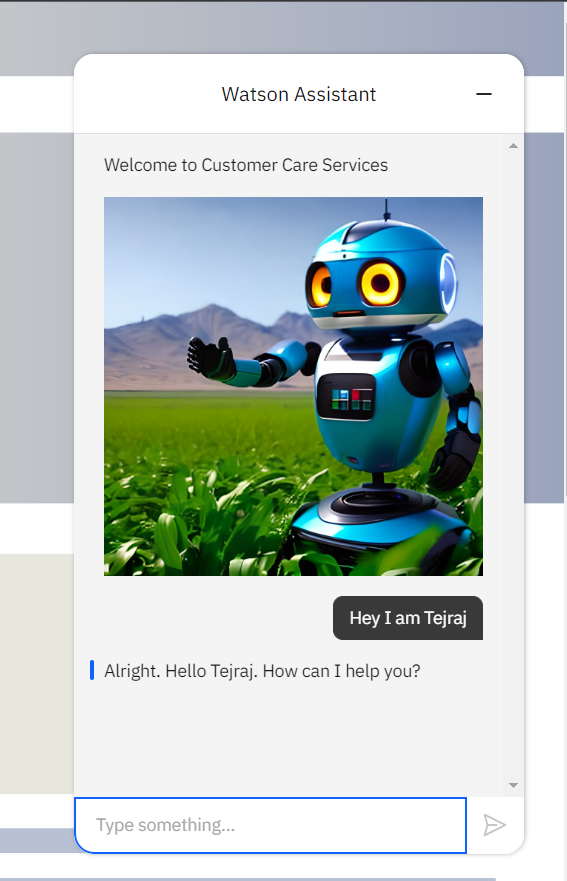 Watson Assistant
Welcome to Customer Care Services
Hey I am Tejraj
Alright. Hello Tejraj. How can I help you?
Type something...